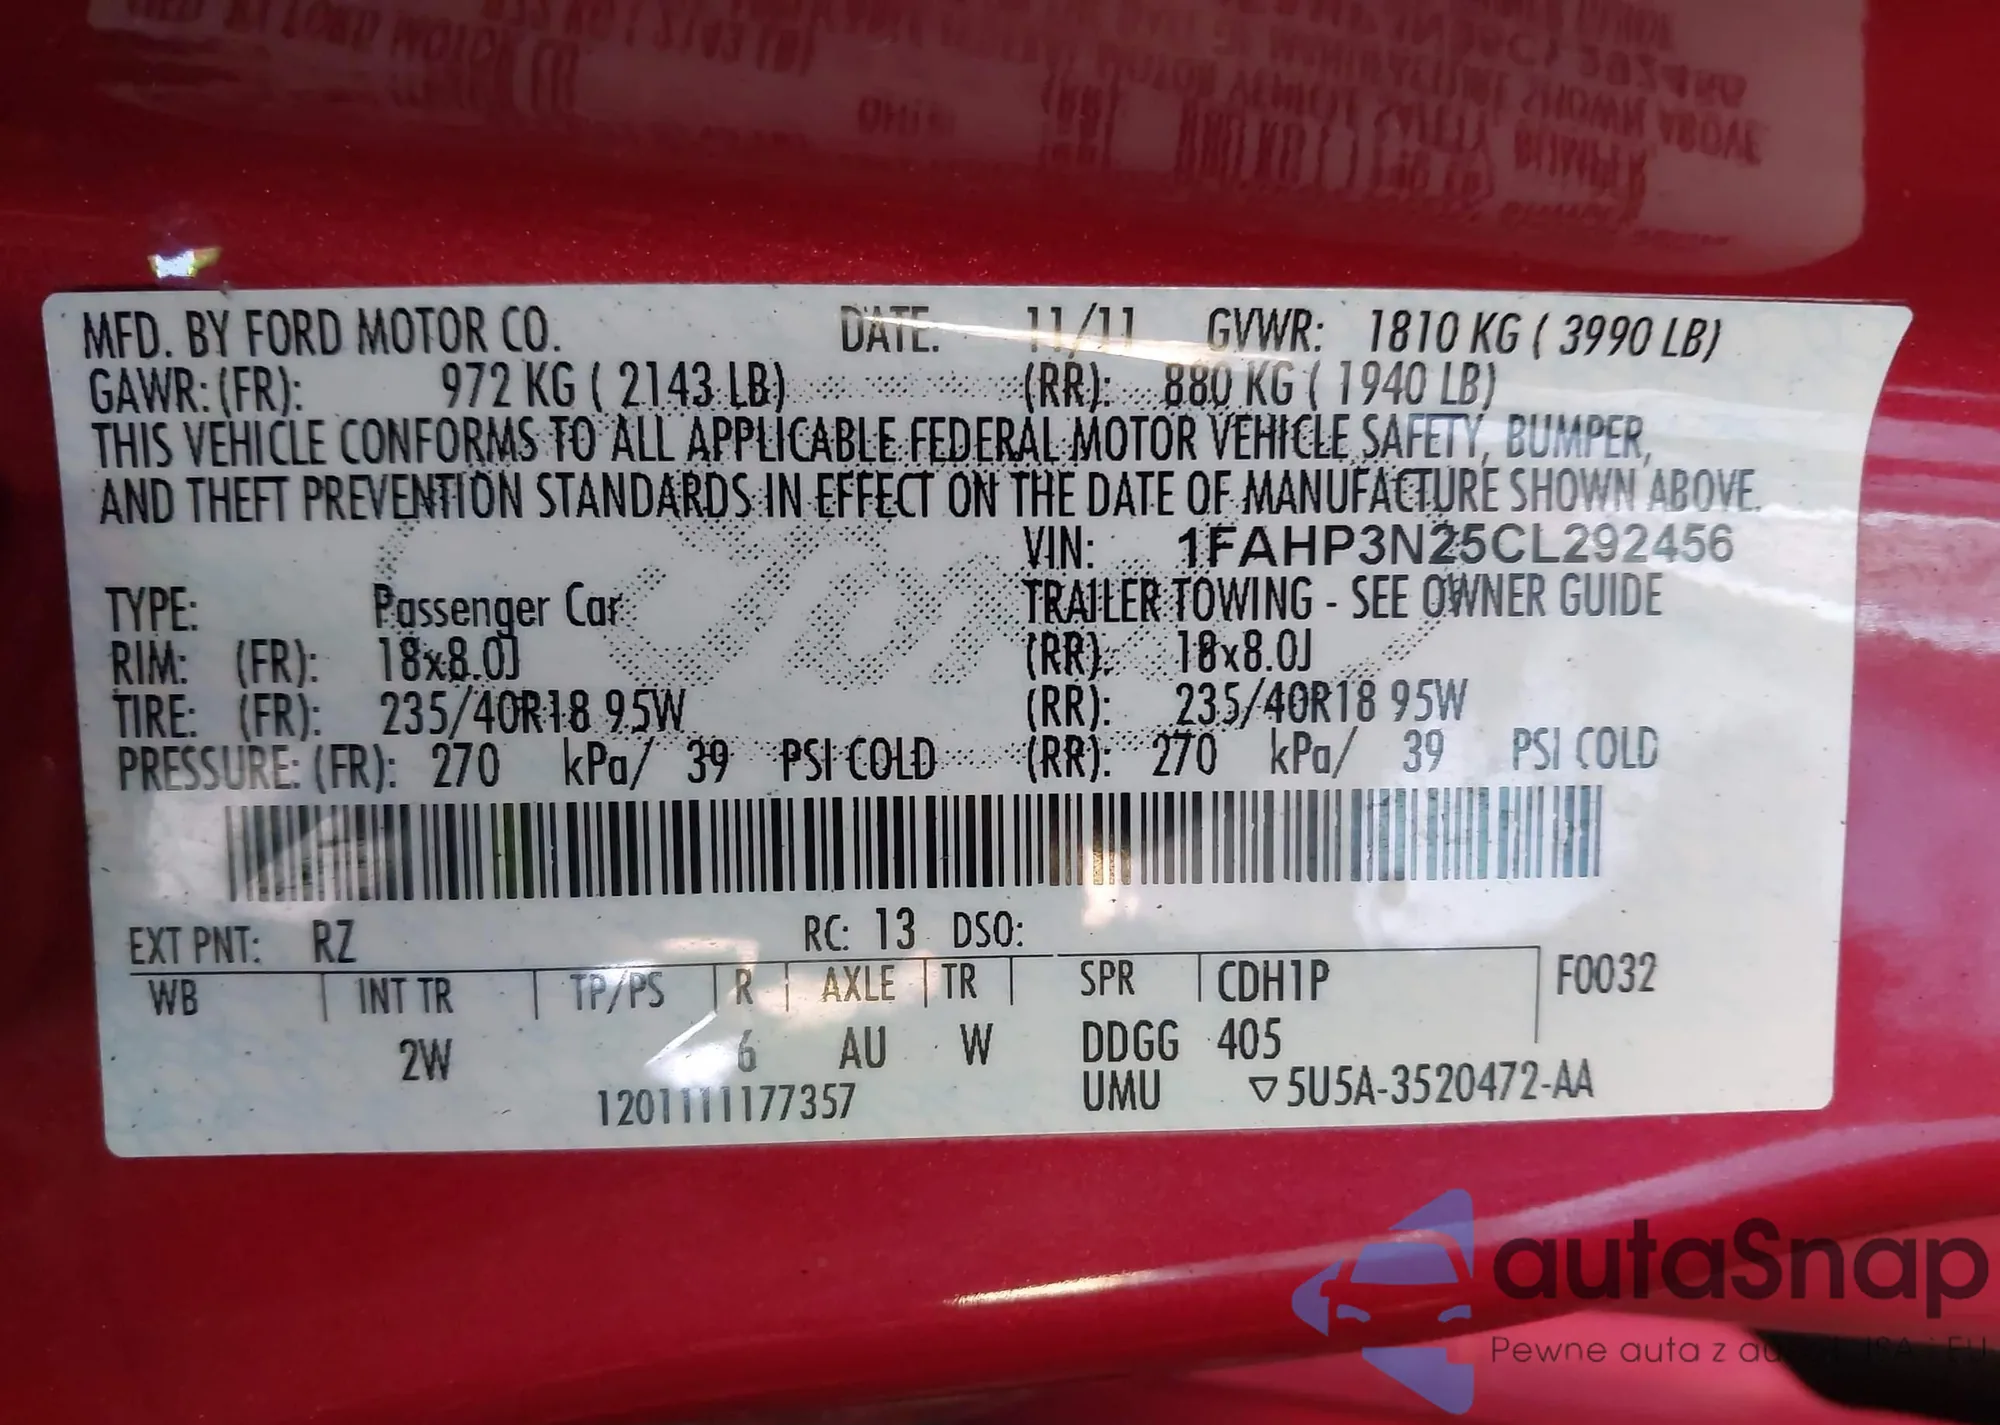 MFD. BY FORD MOTOR CO. DATE: 11/11 GVWR: 1810 KG ( 3990 LB)
GAWR: (FR): 972 KG ( 2143 LB) (RR): 880 KG ( 1940 LB)
THIS VEHICLE CONFORMS TO ALL APPLICABLE FEDERAL MOTOR VEHICLE SAFETY, BUMPER,
AND THEFT PREVENTION STANDARDS IN EFFECT ON THE DATE OF MANUFACTURE SHOWN ABOVE.
VIN: 1FAHP3N25CL292456
TYPE: Passenger Car TRAILER TOWING - SEE OWNER GUIDE
RIM: (FR): 18x8.0J (RR): 18x8.0J
TIRE: (FR): 235/40R18 95W (RR): 235/40R18 95W
PRESSURE: (FR): 270 kPa/ 39 PSI COLD (RR): 270 kPa/ 39 PSI COLD
EXT PNT: RZ RC: 13 DSO:
WB INT TR TP/PS R AXLE TR SPR CDH1P F0032
2W 6 AU W DDGG 405
1201111177357 UMU ▽5U5A-3520472-AA
autaSnap
Pewne auta z USA i EU